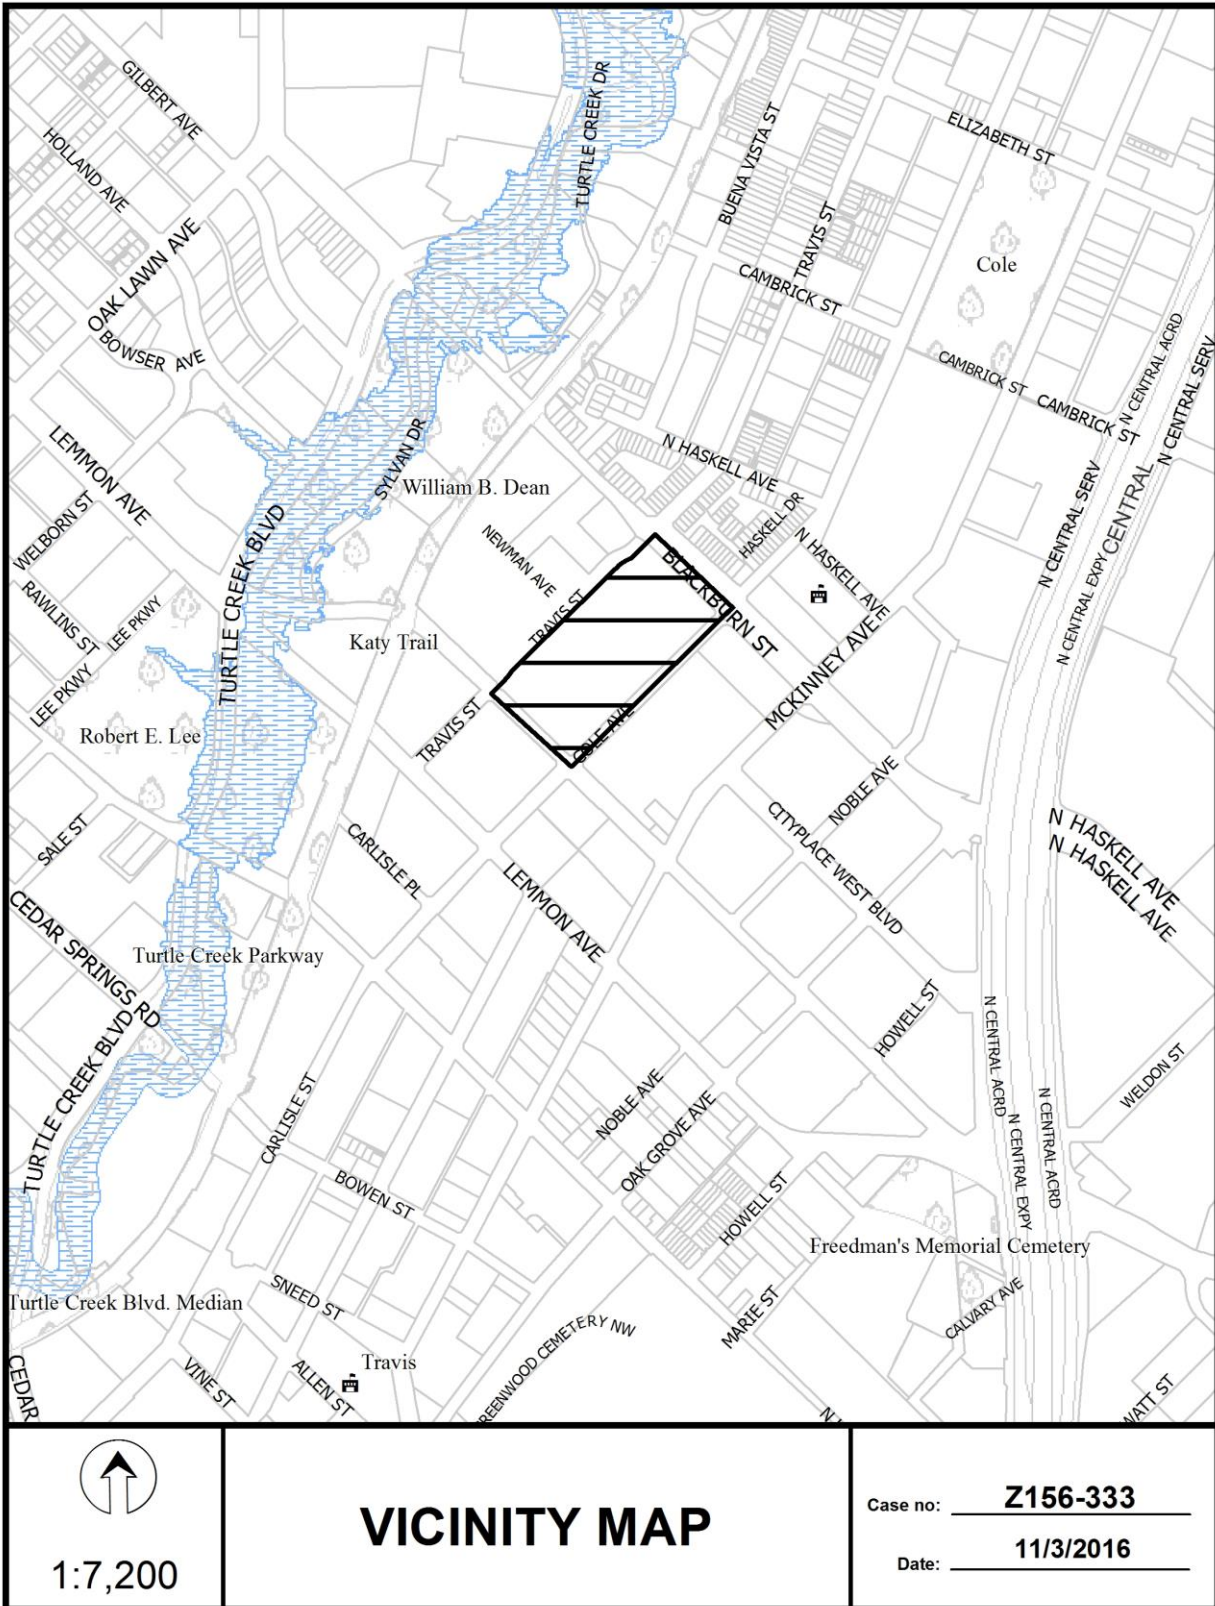 GILBERT AVE
HOLLAND AVE
OAK LAWN AVE
BOWSER AVE
TURTLE CREEK DR
BUENA VISTA ST
TRAVIS ST
ELIZABETH ST
Cole
CAMBRICK ST
CAMBRICK ST
CAMBRICK ST
N CENTRAL ACRD
N CENTRAL SERV
LEMMON AVE
WELBORN ST
RAWLINS ST
LEE PKWY
LEE PKWY
SYLVAN DR
William B. Dean
TURTLE CREEK BLVD
N HASKELL AVE
HASKELL DR
N HASKELL AVE
N CENTRAL SERV
CENTRAL
N CENTRAL EXPY
NEWMAN AVE
TRAVIS ST
BLACKBURN ST
MCKINNEY AVE
Katy Trail
TRAVIS ST
COLE AVE
Robert E. Lee
SALE ST
CARLISLE PL
LEMMON AVE
NOBLE AVE
CITYPLACE WEST BLVD
N HASKELL AVE
N HASKELL AVE
CEDAR SPRINGS RD
Turtle Creek Parkway
TURTLE CREEK BLVD
HOWELL ST
N CENTRAL ACRD
N CENTRAL EXPY
N CENTRAL ACRD
WELDON ST
CARLISLE ST
NOBLE AVE
OAK GROVE AVE
BOWEN ST
HOWELL ST
Freedman's Memorial Cemetery
SNEED ST
Turtle Creek Blvd. Median
MARIE ST
CALVARY AVE
REENWOOD CEMETERY NW
CEDAR
VINE ST
ALLEN ST
Travis
WATT ST
1:7,200
VICINITY MAP
Case no: Z156-333
Date: 11/3/2016